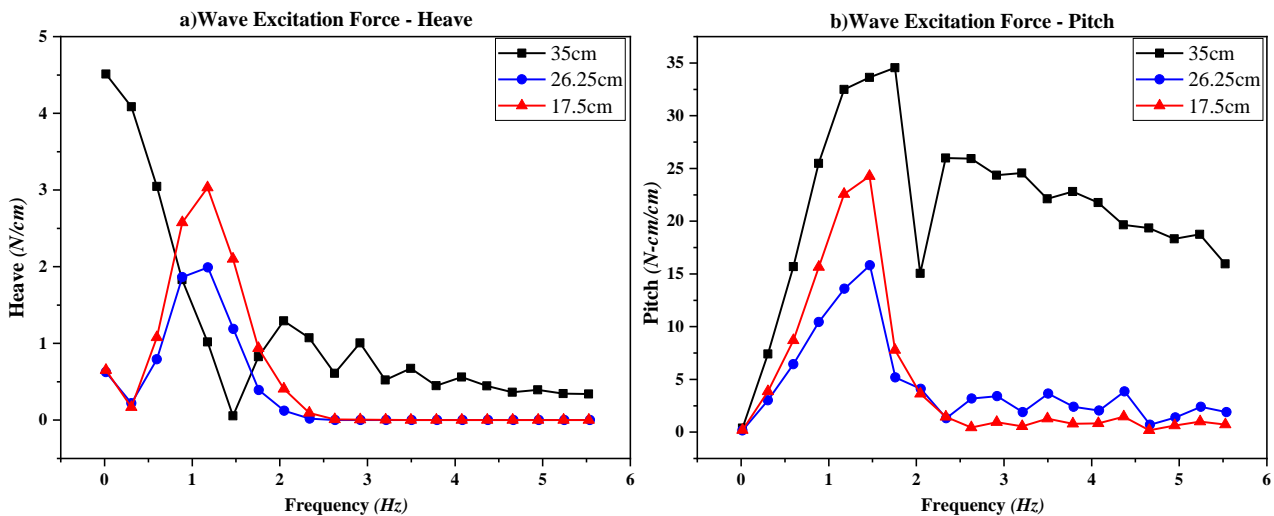 a)Wave Excitation Force - Heave
5
4
3
2
1
0
Heave (N/cm)
0 1 2 3 4 5 6
Frequency (Hz)
35cm
26.25cm
17.5cm
b)Wave Excitation Force - Pitch
35
30
25
20
15
10
5
0
Pitch (N-cm/cm)
0 1 2 3 4 5 6
Frequency (Hz)
35cm
26.25cm
17.5cm